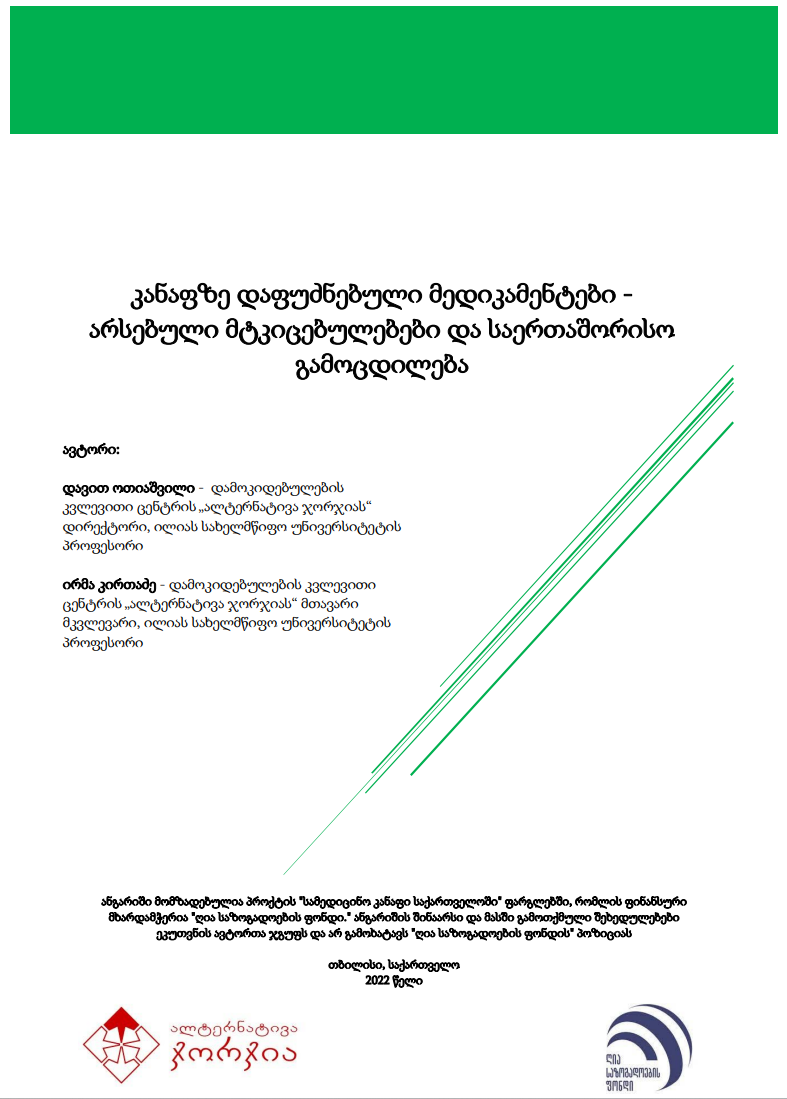 კანაფზე დაფუძნებული მედიკამენტები -
არსებული მტკიცებულებები და საერთაშორისო
გამოცდილება
ავტორი:
დავით ოთიაშვილი - დამოკიდებულების
კვლევითი ცენტრის „ალტერნატივა ჯორჯიას“
დირექტორი, ილიას სახელმწიფო უნივერსიტეტის
პროფესორი
ირმა კირთაძე - დამოკიდებულების კვლევითი
ცენტრის „ალტერნატივა ჯორჯიას“ მთავარი
მკვლევარი, ილიას სახელმწიფო უნივერსიტეტის
პროფესორი
ანგარიში მომზადებულია პროქტის "სამედიცინო კანაფი საქართველოში" ფარგლებში, რომლის ფინანსური
მხარდამჭერია "ღია საზოგადოების ფონდი." ანგარიშის შინაარსი და მასში გამოთქმული შეხედულებები
ეკუთვნის ავტორთა ჯგუფს და არ გამოხატავს "ღია საზოგადოების ფონდის" პოზიციას
თბილისი, საქართველო
2022 წელი
ალტერნატივა
ჯორჯია
ღია
საზოგადოების
ფონდი